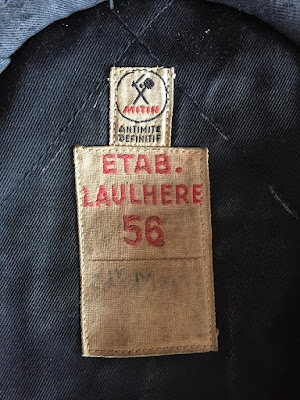 MITIN
ANTIMITE
DÉFINITIF
ETAB.
LAULHERE
56